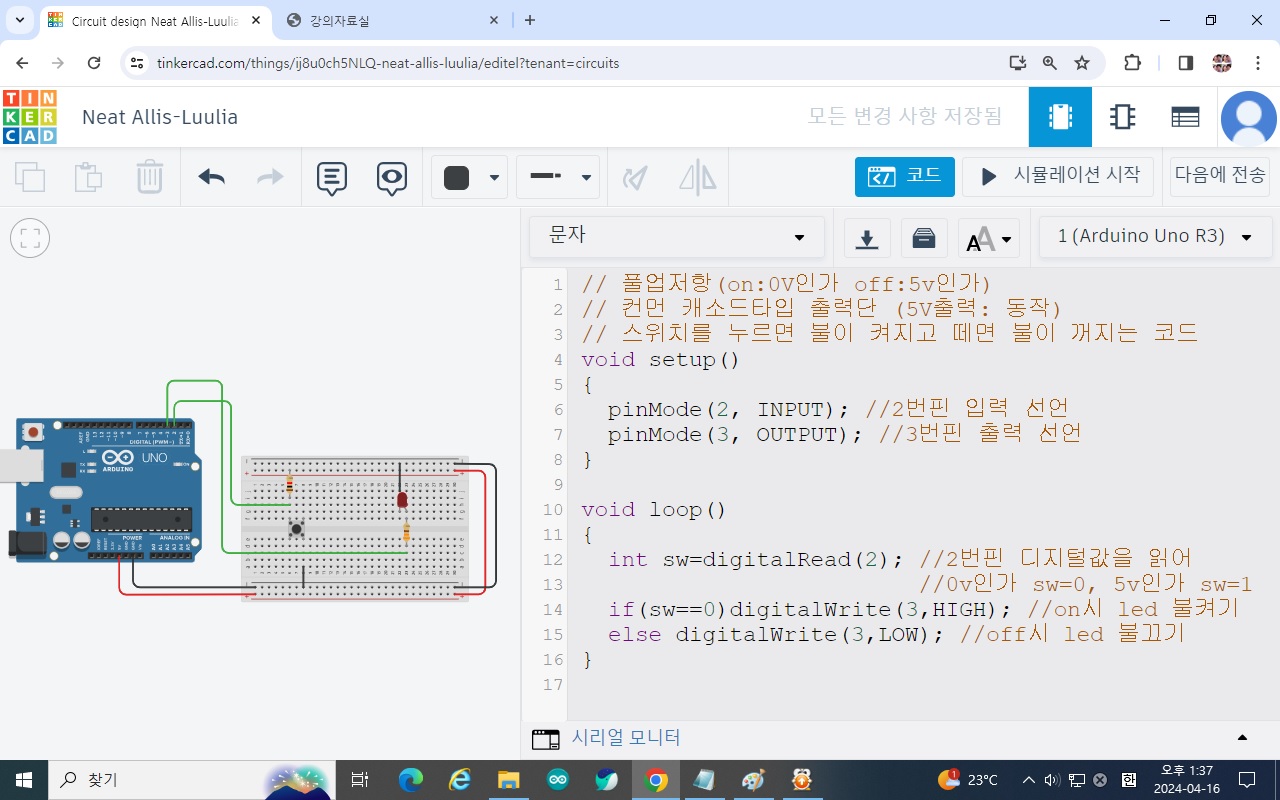 Circuit design Neat Allis-Luulia
강의자료실
tinkercad.com/things/ij8u0ch5NLQ-neat-allis-luulia/editel?tenant=circuits
TIN
KER
CAD
Neat Allis-Luulia
모든 변경 사항 저장됨
코드
시뮬레이션 시작
다음에 전송
문자
1 (Arduino Uno R3)
1 // 풀업저항(on:0V인가 off:5v인가)
2 // 컨먼 캐소드타입 출력단 (5V출력: 동작)
3 // 스위치를 누르면 불이 켜지고 떼면 불이 꺼지는 코드
4 void setup()
5 {
6 pinMode(2, INPUT); //2번핀 입력 선언
7 pinMode(3, OUTPUT); //3번핀 출력 선언
8 }
9
10 void loop()
11 {
12 int sw=digitalRead(2); //2번핀 디지털값을 읽어
13 //0v인가 sw=0, 5v인가 sw=1
14 if(sw==0)digitalWrite(3,HIGH); //on시 led 불켜기
15 else digitalWrite(3,LOW); //off시 led 불끄기
16 }
17
DIGITAL (PWM~)
UNO
ARDUINO
POWER
ANALOG IN
시리얼 모니터
찾기
1
23°C
한
오후 1:37
2024-04-16